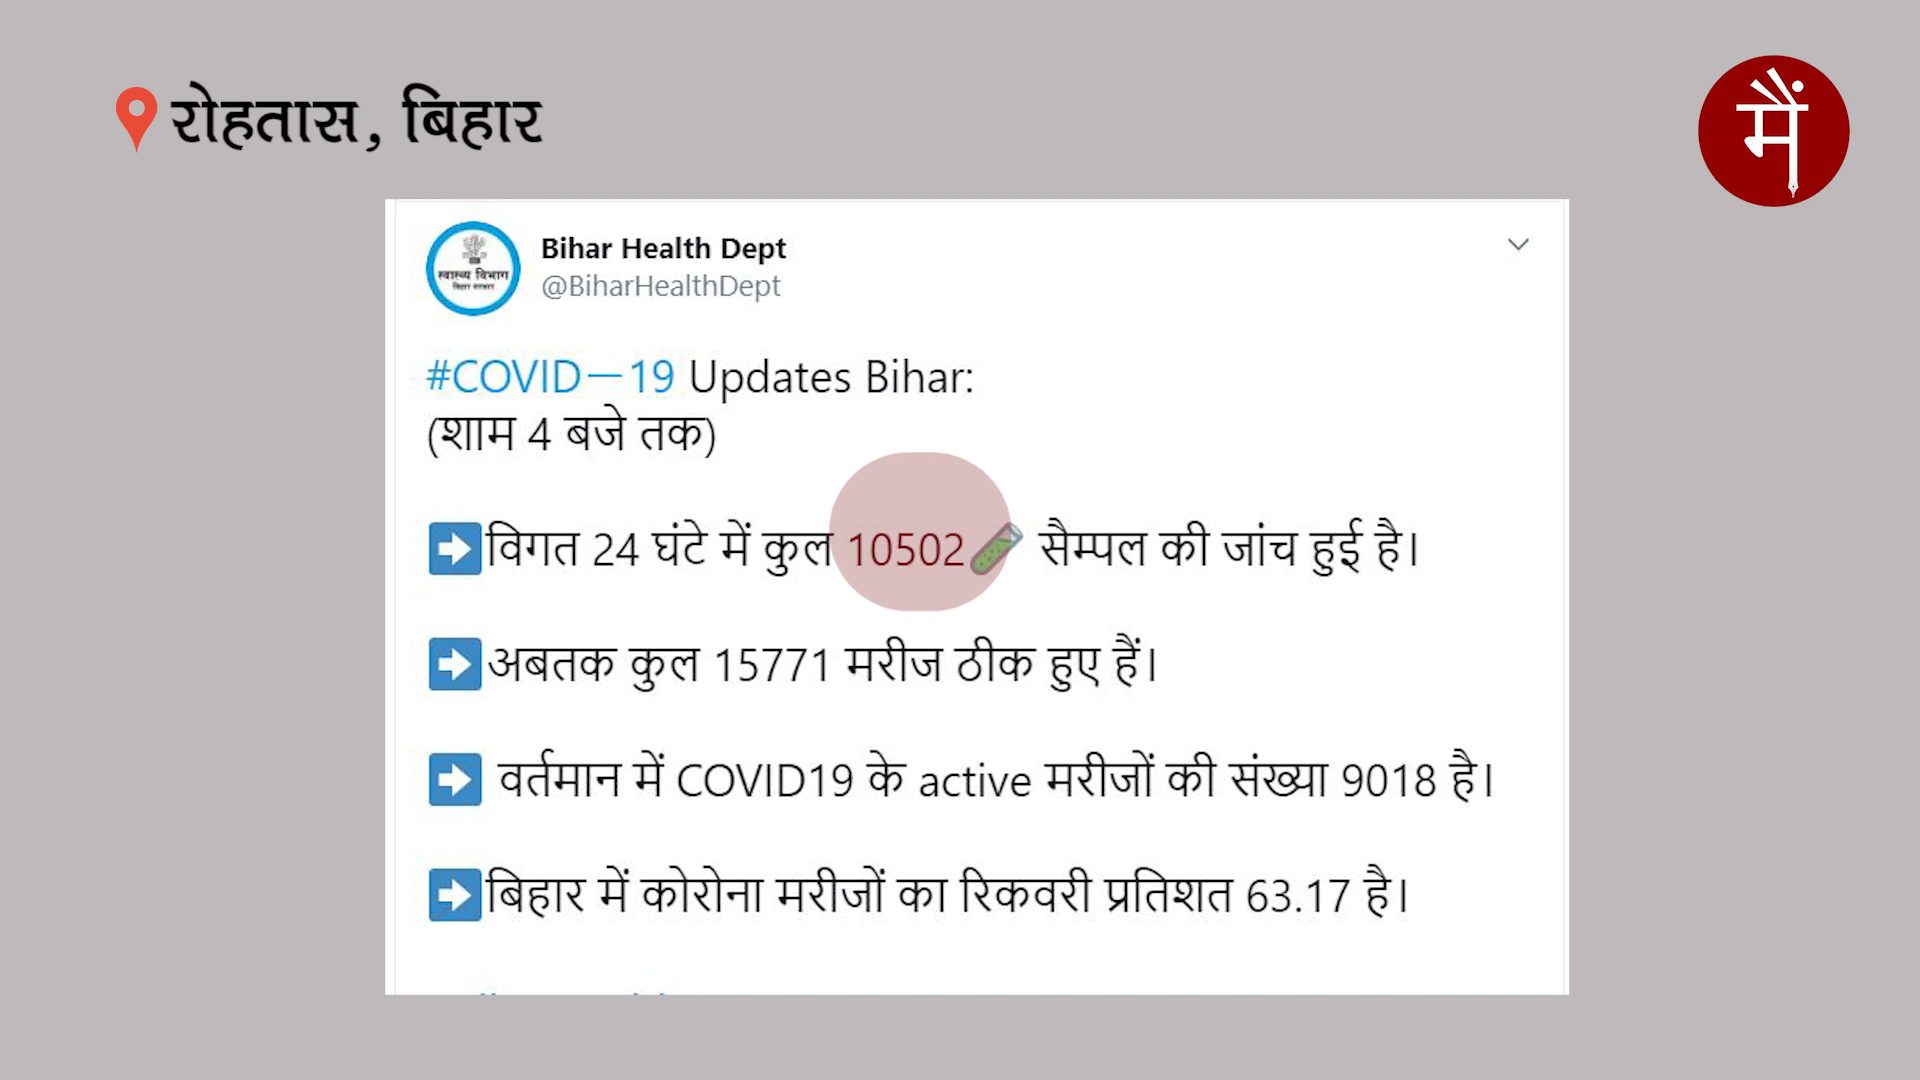 रोहतास, बिहार
मैं
Bihar Health Dept
स्वास्थ्य विभाग
बिहार सरकार
@BiharHealthDept
#COVID—19 Updates Bihar:
(शाम 4 बजे तक)
➡विगत 24 घंटे में कुल 10502 सैम्पल की जांच हुई है।
➡अबतक कुल 15771 मरीज ठीक हुए हैं।
➡ वर्तमान में COVID19 के active मरीजों की संख्या 9018 है।
➡बिहार में कोरोना मरीजों का रिकवरी प्रतिशत 63.17 है।